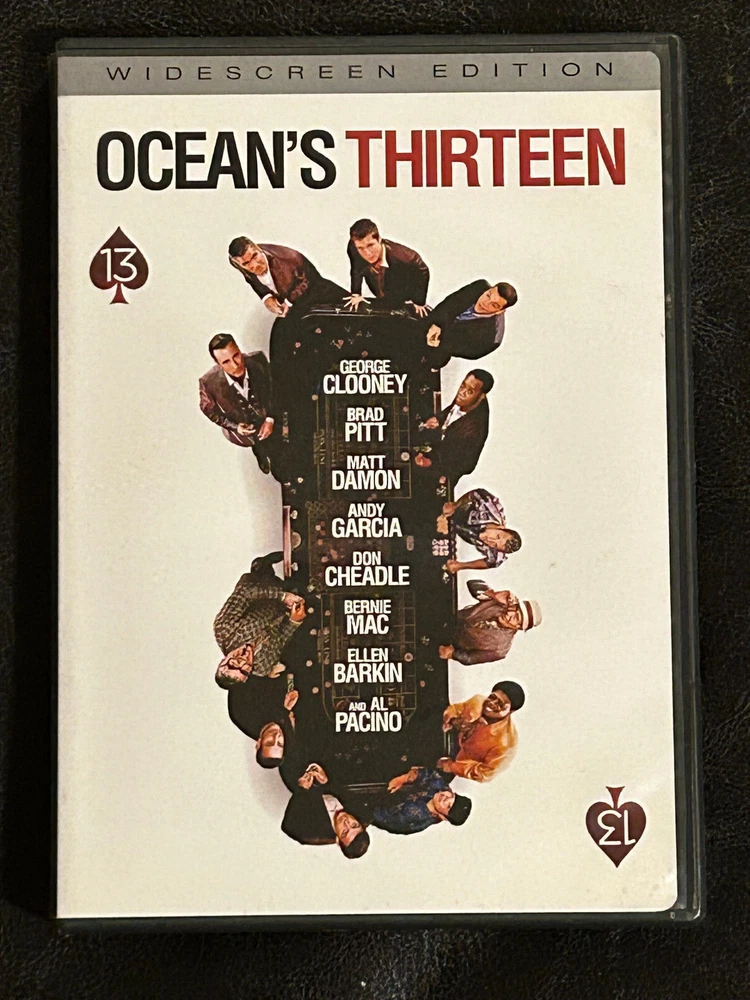 WIDESCREEN EDITION
OCEAN'S THIRTEEN
13
GEORGE
CLOONEY
BRAD
PITT
MATT
DAMON
ANDY
GARCIA
DON
CHEADLE
BERNIE
MAC
ELLEN
BARKIN
AND AL
PACINO
13